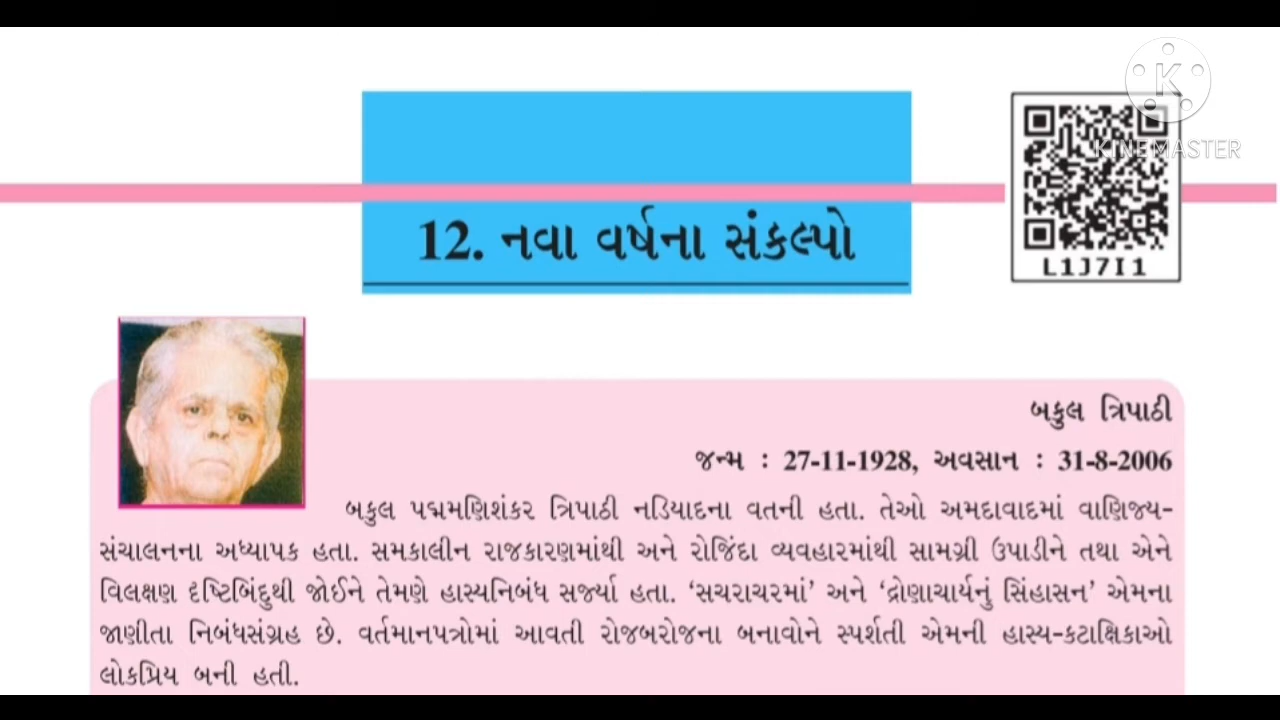 KINEMASTER
L1J7I1
12. નવા વર્ષના સંકલ્પો
બકુલ ત્રિપાઠી
જન્મ : 27-11-1928, અવસાન : 31-8-2006
બકુલ પદ્મમણિશંકર ત્રિપાઠી નડિયાદના વતની હતા. તેઓ અમદાવાદમાં વાણિજ્ય-
સંચાલનના અધ્યાપક હતા. સમકાલીન રાજકારણમાંથી અને રોજિંદા વ્યવહારમાંથી સામગ્રી ઉપાડીને તથા એને
વિલક્ષણ દૃષ્ટિબિંદુથી જોઈને તેમણે હાસ્યનિબંધ સર્જ્યા હતા. ‘સચરાચરમાં’ અને ‘દ્રોણાચાર્યનું સિંહાસન’ એમના
જાણીતા નિબંધસંગ્રહ છે. વર્તમાનપત્રોમાં આવતી રોજબરોજના બનાવોને સ્પર્શતી એમની હાસ્ય-કટાક્ષિકાઓ
લોકપ્રિય બની હતી.